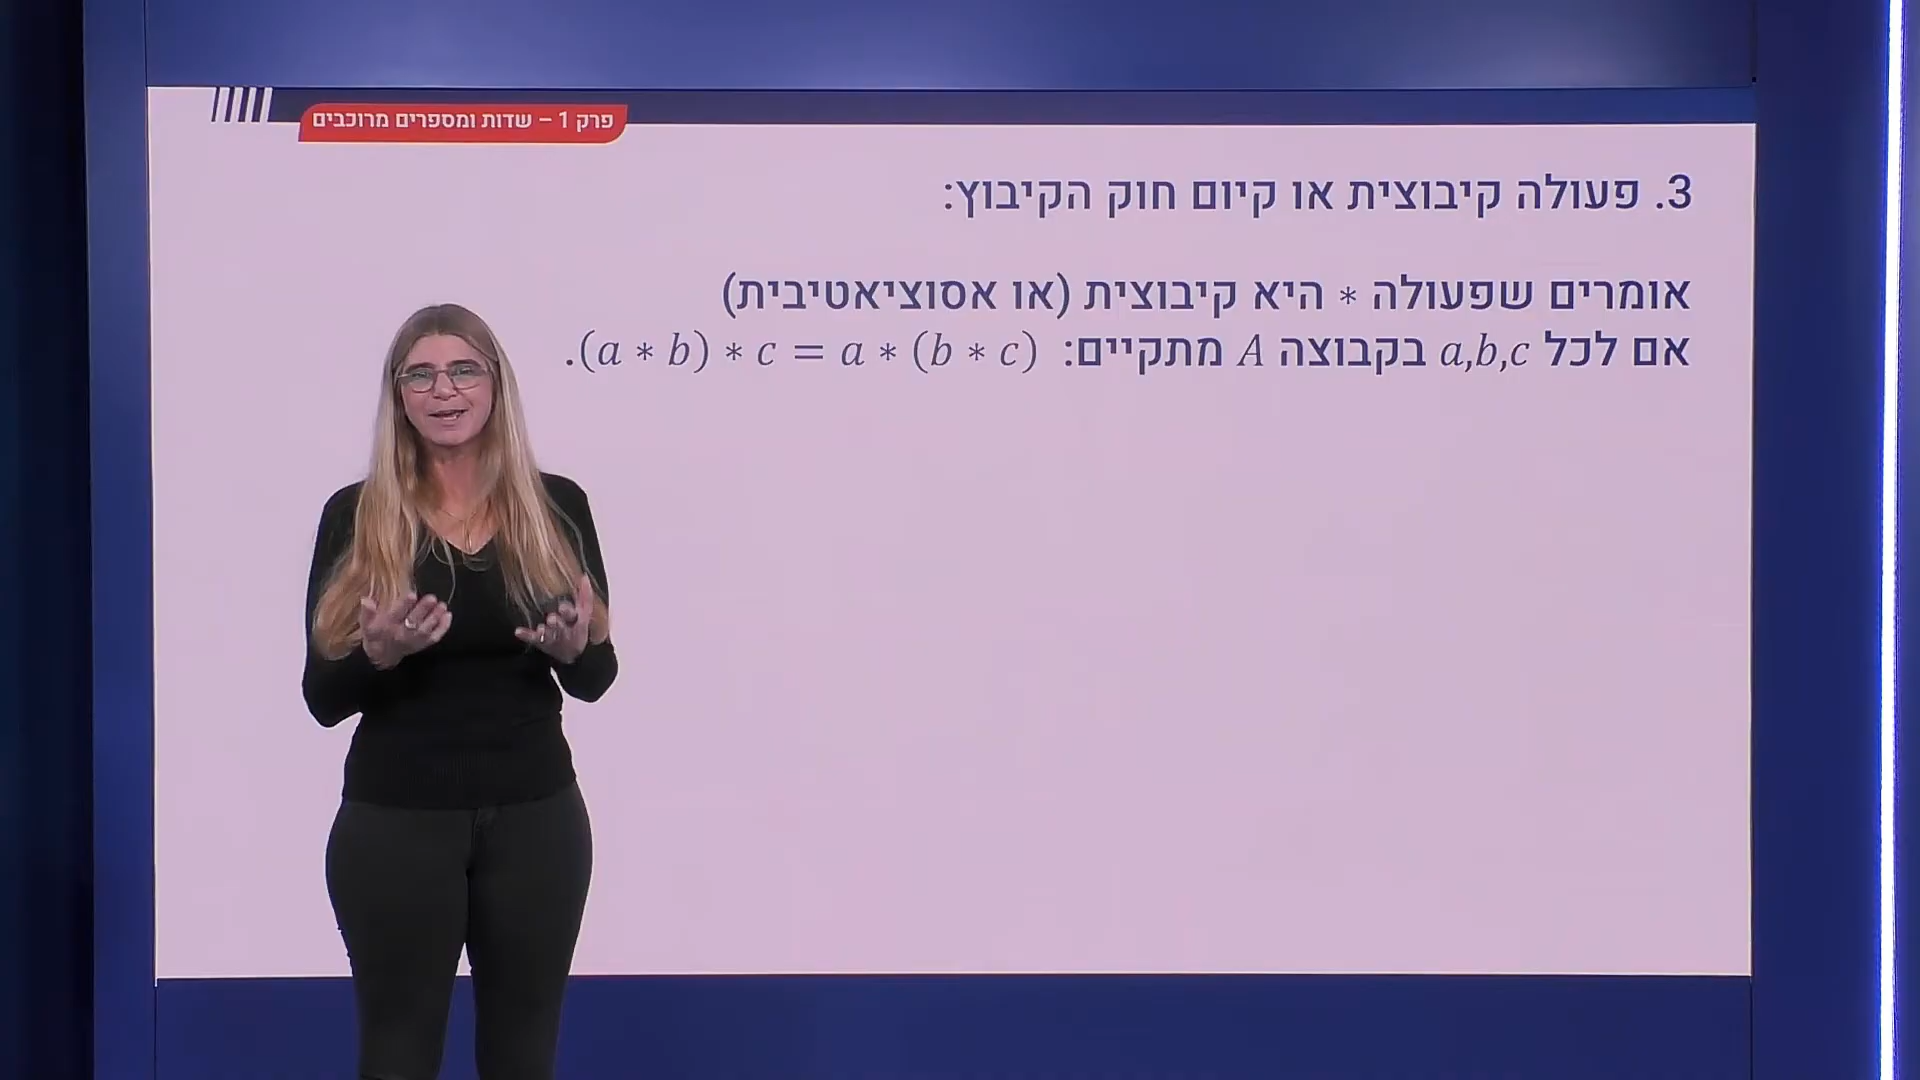 פרק 1 – שדות ומספרים מרוכבים
3. פעולה קיבוצית או קיום חוק הקיבוץ:
אומרים שפעולה * היא קיבוצית (או אסוציאטיבית)
אם לכל a,b,c בקבוצה A מתקיים: (a * b) * c = a * (b * c).